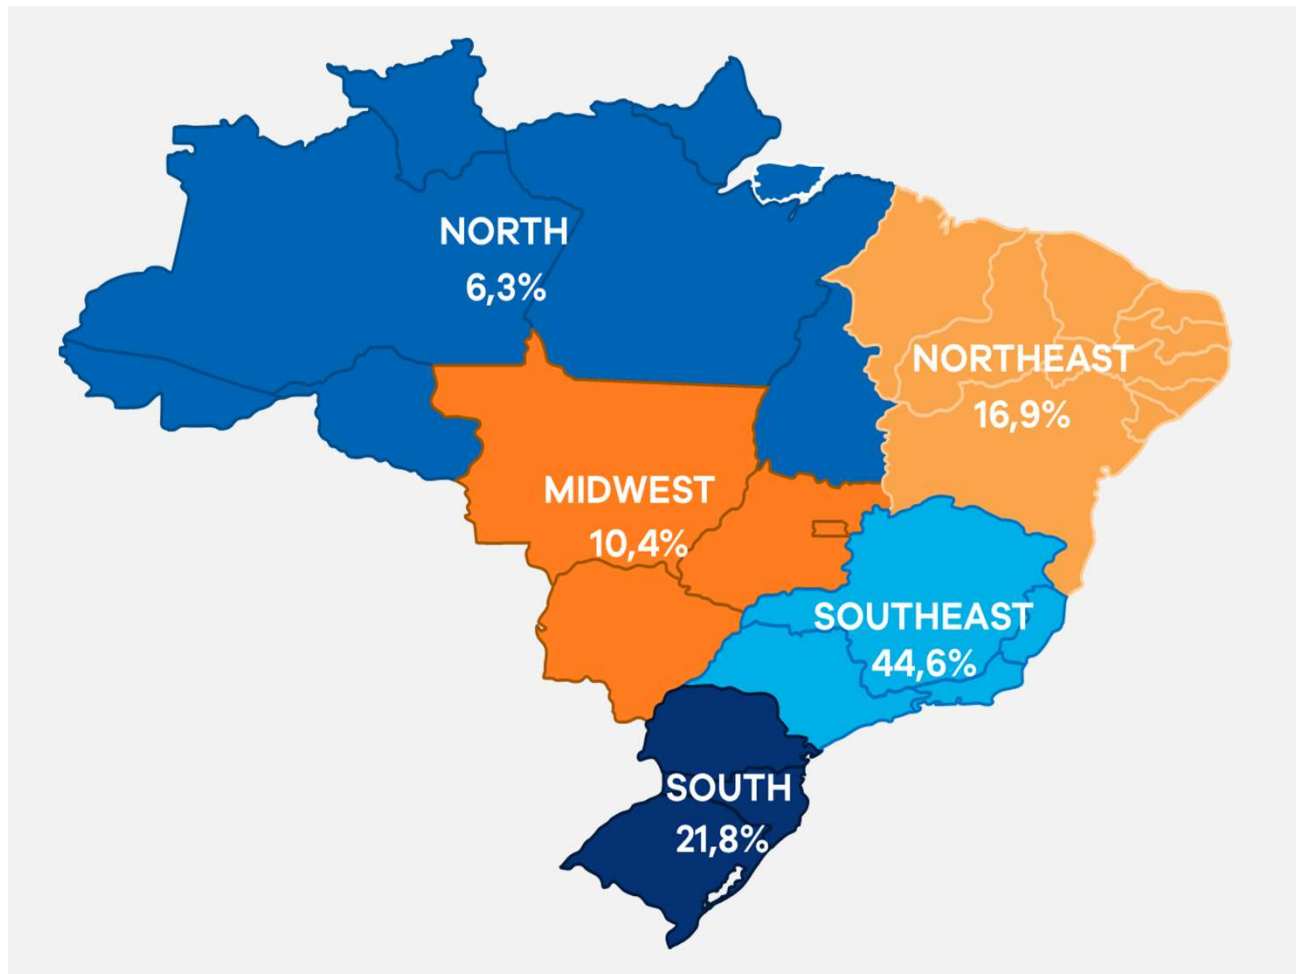 NORTH
6,3%
NORTHEAST
16,9%
MIDWEST
10,4%
SOUTHEAST
44,6%
SOUTH
21,8%